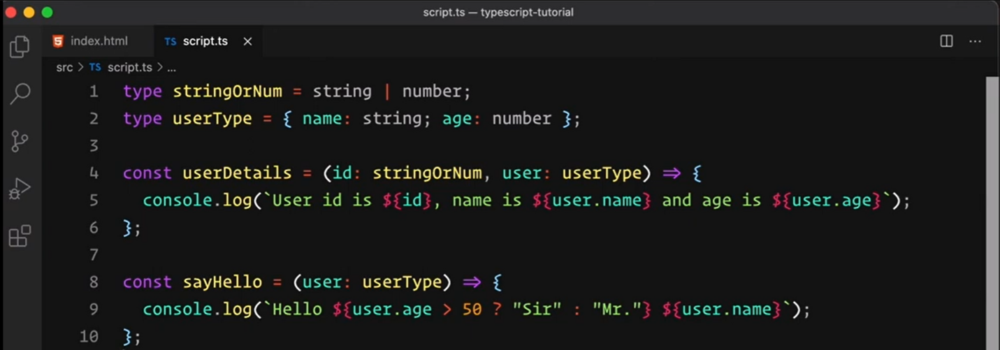 script.ts — typescript-tutorial
index.html TS script.ts ×
src > TS script.ts > ...
1 type stringOrNum = string | number;
2 type userType = { name: string; age: number };
3
4 const userDetails = (id: stringOrNum, user: userType) => {
5   console.log(`User id is ${id}, name is ${user.name} and age is ${user.age}`);
6 };
7
8 const sayHello = (user: userType) => {
9   console.log(`Hello ${user.age > 50 ? "Sir" : "Mr."} ${user.name}`);
10 };